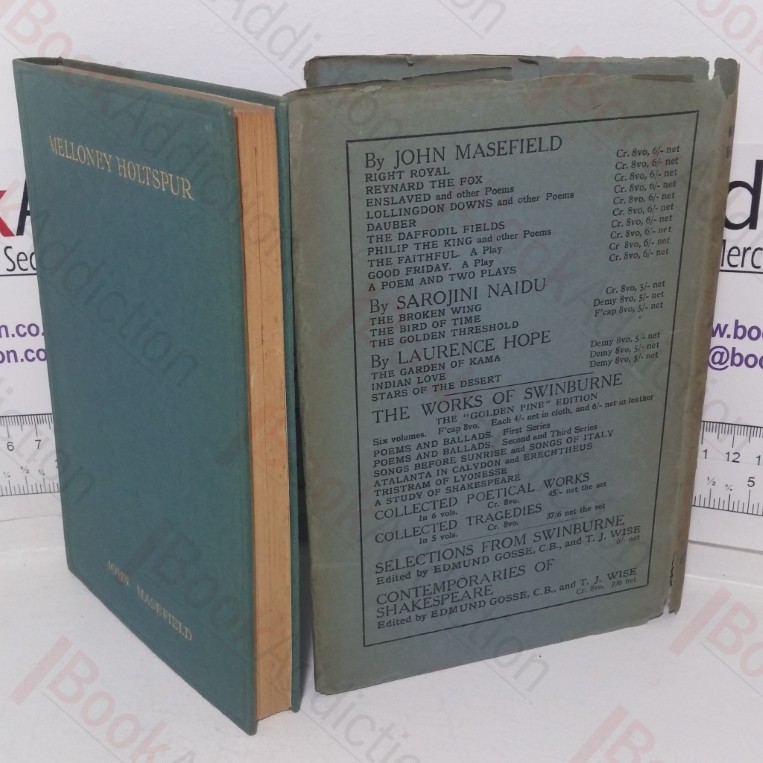 MELLONEY HOLTSPUR
JOHN MASEFIELD
By JOHN MASEFIELD
RIGHT ROYAL Cr. 8vo, 6/- net
REYNARD THE FOX Cr. 8vo, 6/- net
ENSLAVED and other Poems Cr. 8vo, 6/- net
LOLLINGDON DOWNS and other Poems Cr. 8vo, 6/- net
DAUBER Cr. 8vo, 6/- net
THE DAFFODIL FIELDS Cr. 8vo, 6/- net
PHILIP THE KING and other Poems Cr. 8vo, 6/- net
THE FAITHFUL. A Play Cr. 8vo, 6/- net
GOOD FRIDAY. A Play Cr. 8vo, 6/- net
A POEM AND TWO PLAYS Cr. 8vo, 6/- net
By SAROJINI NAIDU
THE BROKEN WING Cr. 8vo, 5/- net
THE BIRD OF TIME Demy 8vo, 5/- net
THE GOLDEN THRESHOLD F'cap 8vo, 5/- net
By LAURENCE HOPE
THE GARDEN OF KAMA Demy 8vo, 5/- net
INDIAN LOVE Demy 8vo, 5/- net
STARS OF THE DESERT Demy 8vo, 5/- net
THE WORKS OF SWINBURNE
THE "GOLDEN PINE" EDITION
Six volumes. F'cap 8vo. Each 4/- net in cloth, and 6/- net in leather
POEMS AND BALLADS. First Series
POEMS AND BALLADS. Second and Third Series
SONGS BEFORE SUNRISE and SONGS OF ITALY
ATALANTA IN CALYDON and ERECHTHEUS
TRISTRAM OF LYONESSE
A STUDY OF SHAKESPEARE
COLLECTED POETICAL WORKS
In 6 vols. Cr. 8vo. 45/- net the set
COLLECTED TRAGEDIES
In 5 vols. Cr. 8vo. 37/6 net the set
SELECTIONS FROM SWINBURNE
Edited by EDMUND GOSSE, C.B., and T. J. WISE
6/- net
CONTEMPORARIES OF
SHAKESPEARE
Edited by EDMUND GOSSE, C.B., and T. J. WISE
Cr. 8vo, 7/6 net
BookAddiction